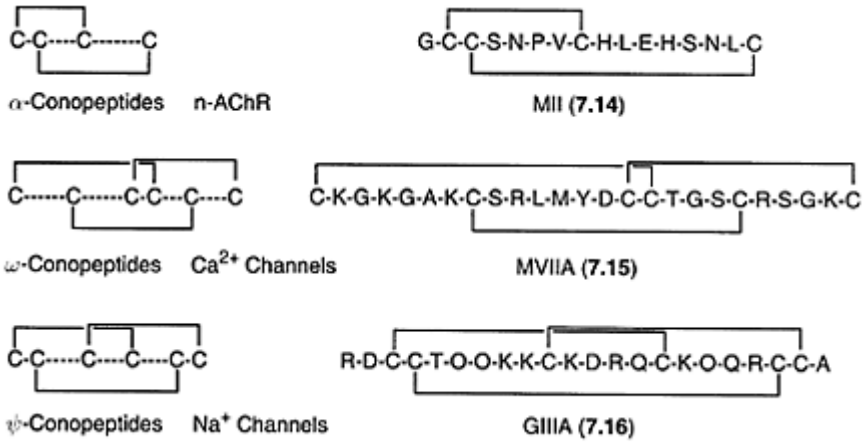 C-C----C------C G-C-C-S-N-P-V-C-H-L-E-H-S-N-L-C
α-Conopeptides n-AChR MII (7.14)
C-----C-----C-C---C---C C-K-G-K-G-A-K-C-S-R-L-M-Y-D-C-C-T-G-S-C-R-S-G-K-C
ω-Conopeptides Ca²⁺ Channels MVIIA (7.15)
C-C-----C----C---C-C R-D-C-C-T-O-O-K-K-C-K-D-R-Q-C-K-O-Q-R-C-C-A
ψ-Conopeptides Na⁺ Channels GIIIA (7.16)